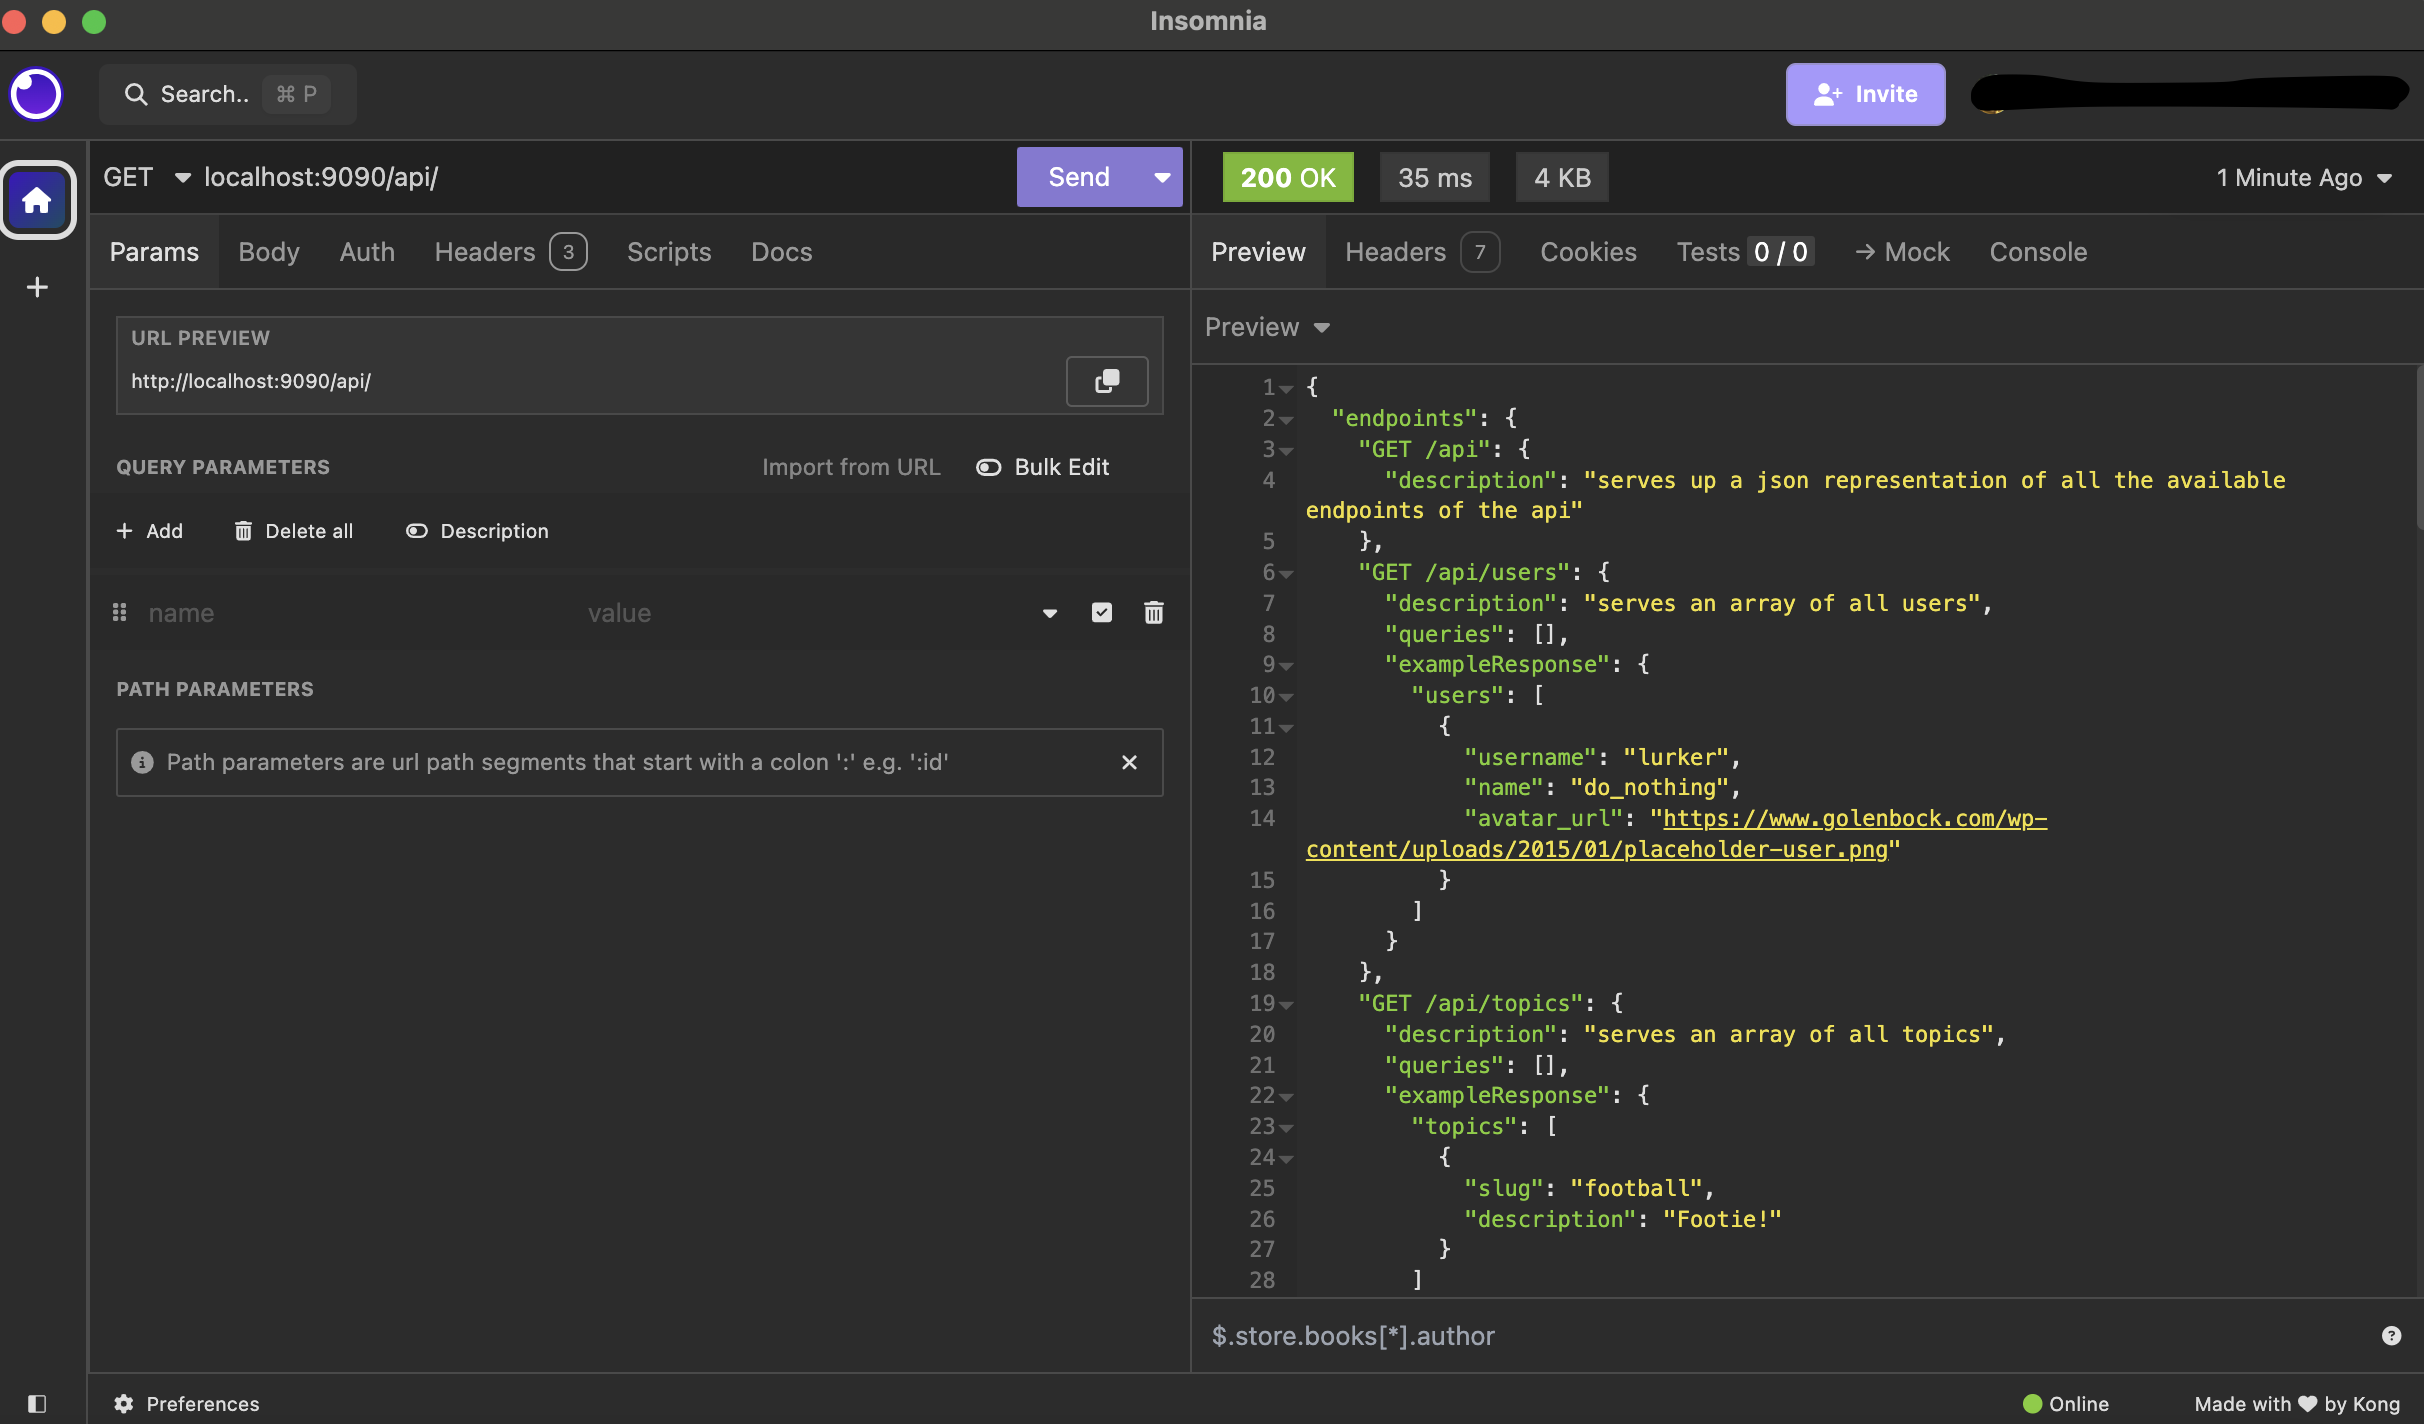 Insomnia
Search.. ⌘ P
Invite
GET localhost:9090/api/
Send
200 OK 35 ms 4 KB 1 Minute Ago
Params Body Auth Headers 3 Scripts Docs
Preview Headers 7 Cookies Tests 0 / 0 → Mock Console
URL PREVIEW
http://localhost:9090/api/
QUERY PARAMETERS Import from URL Bulk Edit
+ Add Delete all Description
name value
PATH PARAMETERS
Path parameters are url path segments that start with a colon ':' e.g. ':id'
Preview
1 {
2 "endpoints": {
3 "GET /api": {
4 "description": "serves up a json representation of all the available
endpoints of the api"
5 },
6 "GET /api/users": {
7 "description": "serves an array of all users",
8 "queries": [],
9 "exampleResponse": {
10 "users": [
11 {
12 "username": "lurker",
13 "name": "do_nothing",
14 "avatar_url": "https://www.golenbock.com/wp-
content/uploads/2015/01/placeholder-user.png"
15 }
16 ]
17 }
18 },
19 "GET /api/topics": {
20 "description": "serves an array of all topics",
21 "queries": [],
22 "exampleResponse": {
23 "topics": [
24 {
25 "slug": "football",
26 "description": "Footie!"
27 }
28 ]
$.store.books[*].author
Preferences
Online
Made with ♥ by Kong